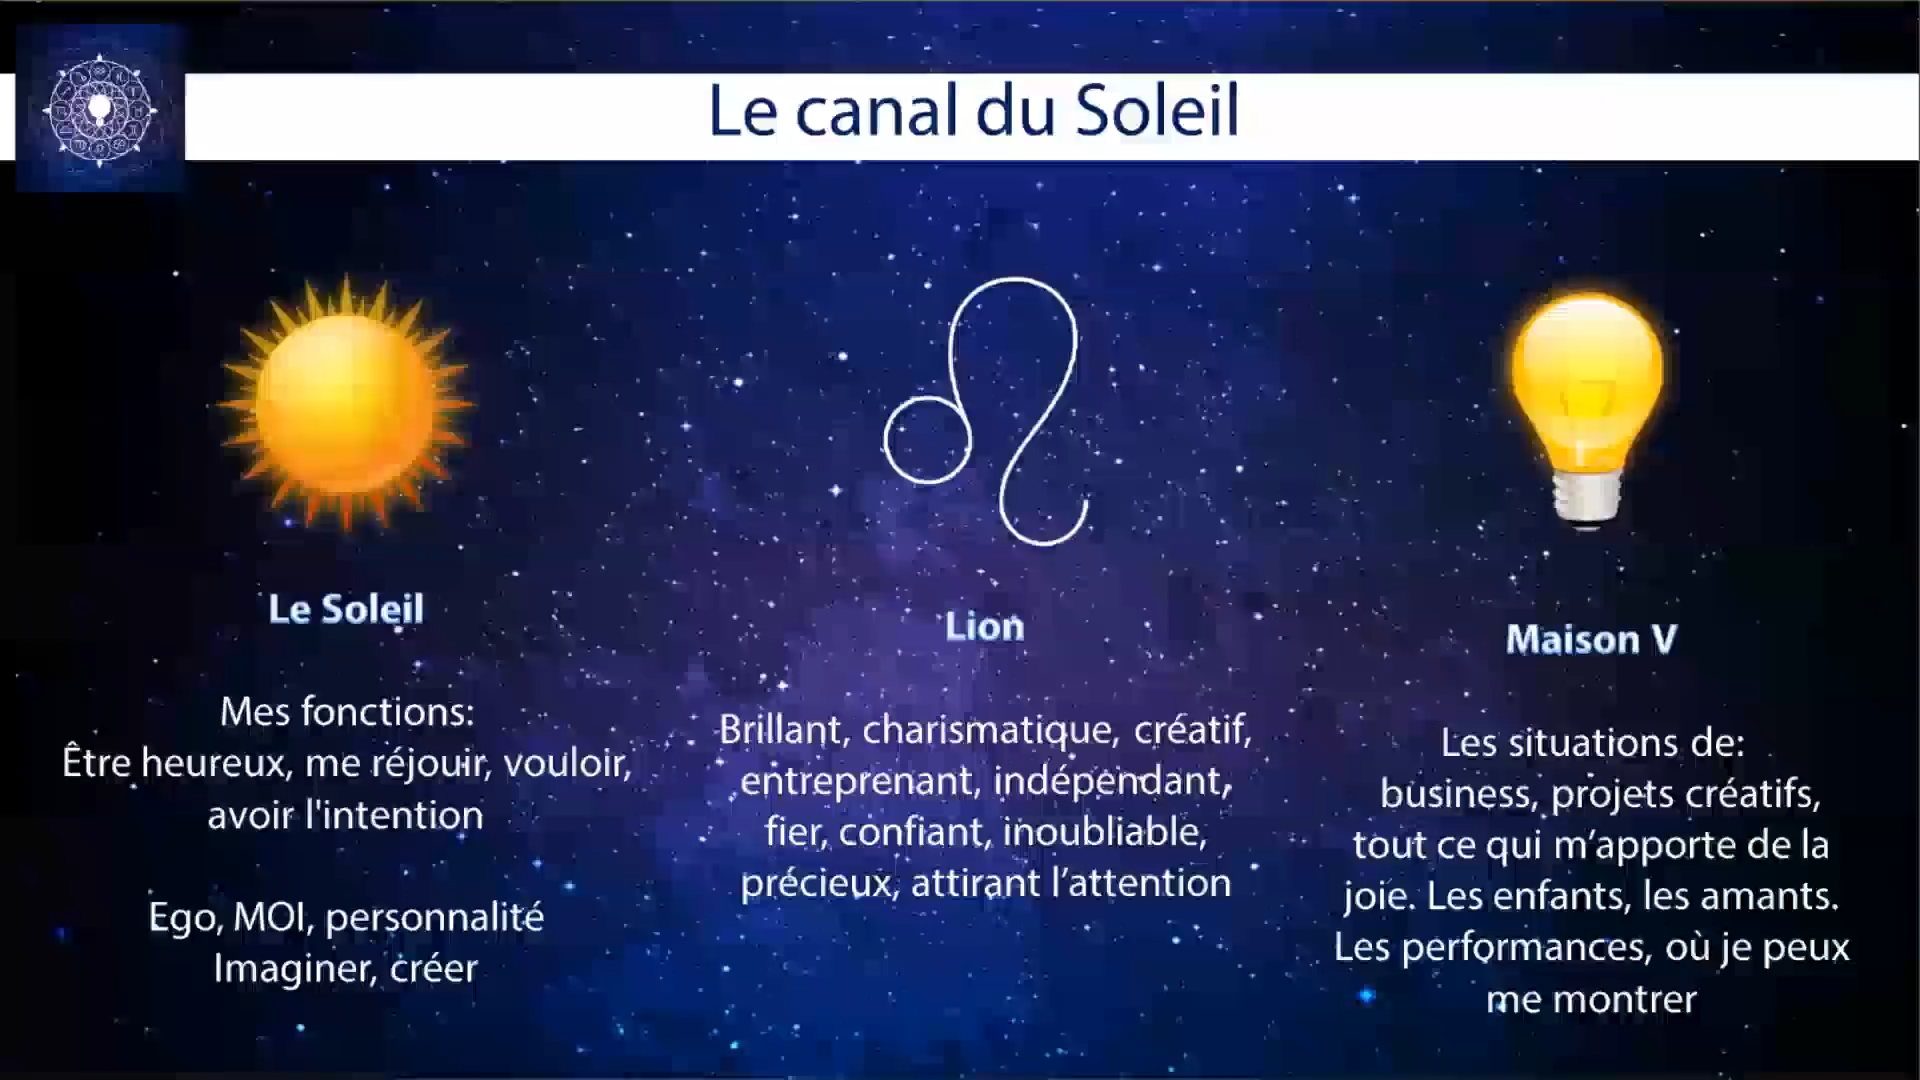 Le canal du Soleil
Le Soleil
Mes fonctions:
Être heureux, me réjouir, vouloir,
avoir l'intention
Ego, MOI, personnalité
Imaginer, créer
Lion
Brillant, charismatique, créatif,
entreprenant, indépendant,
fier, confiant, inoubliable,
précieux, attirant l’attention
Maison V
Les situations de:
business, projets créatifs,
tout ce qui m’apporte de la
joie. Les enfants, les amants.
Les performances, où je peux
me montrer